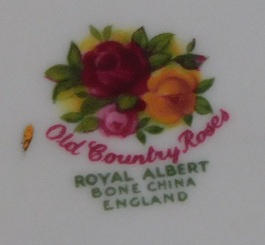 Old Country Roses
ROYAL ALBERT
BONE CHINA
ENGLAND